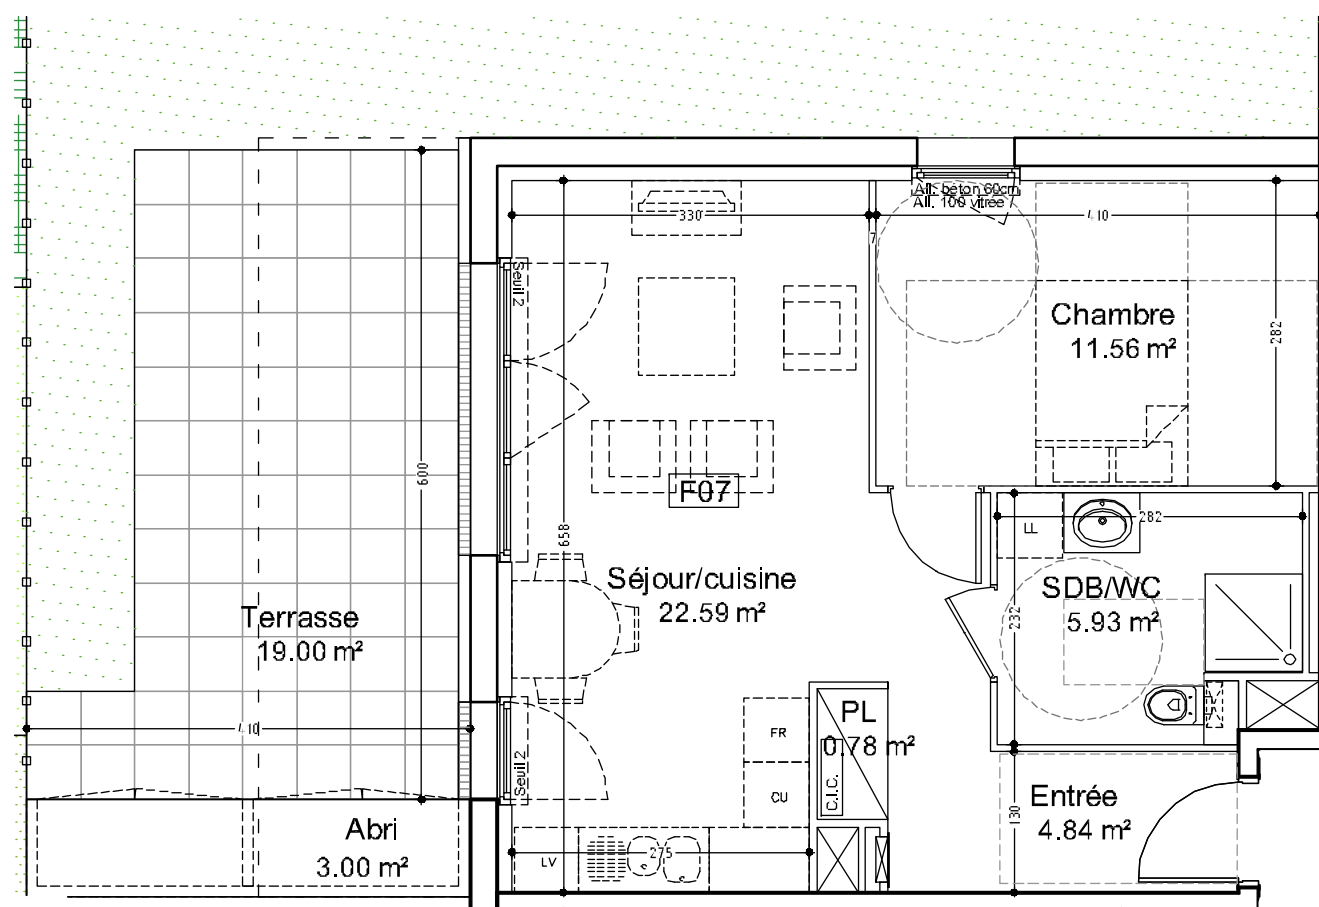 All. béton 60cm
All. 100 vitrée
330
410
7
Seuil 2
Chambre
11.56 m²
282
600
F07
658
LL
282
Séjour/cuisine
22.59 m²
SDB/WC
5.93 m²
232
Terrasse
19.00 m²
410
PL
0.78 m²
FR
CU
C.I.C.
Seuil 2
Entrée
4.84 m²
130
Abri
3.00 m²
LV
275